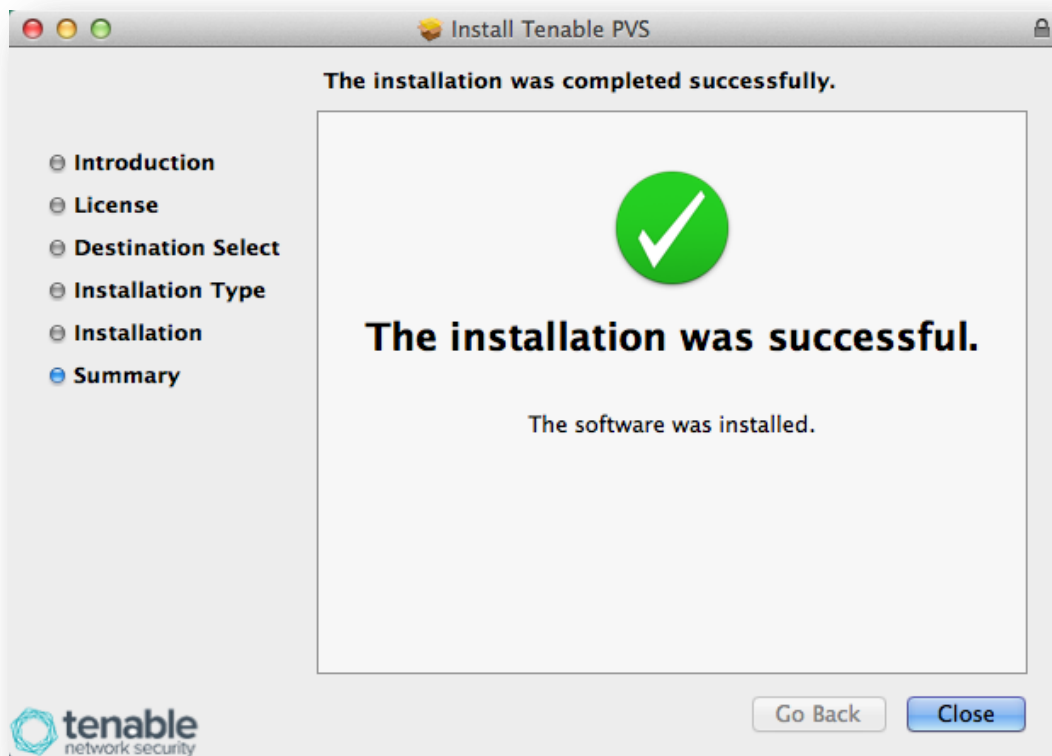 Install Tenable PVS
The installation was completed successfully.
Introduction
License
Destination Select
Installation Type
Installation
Summary
The installation was successful.
The software was installed.
Go Back
Close
tenable
network security